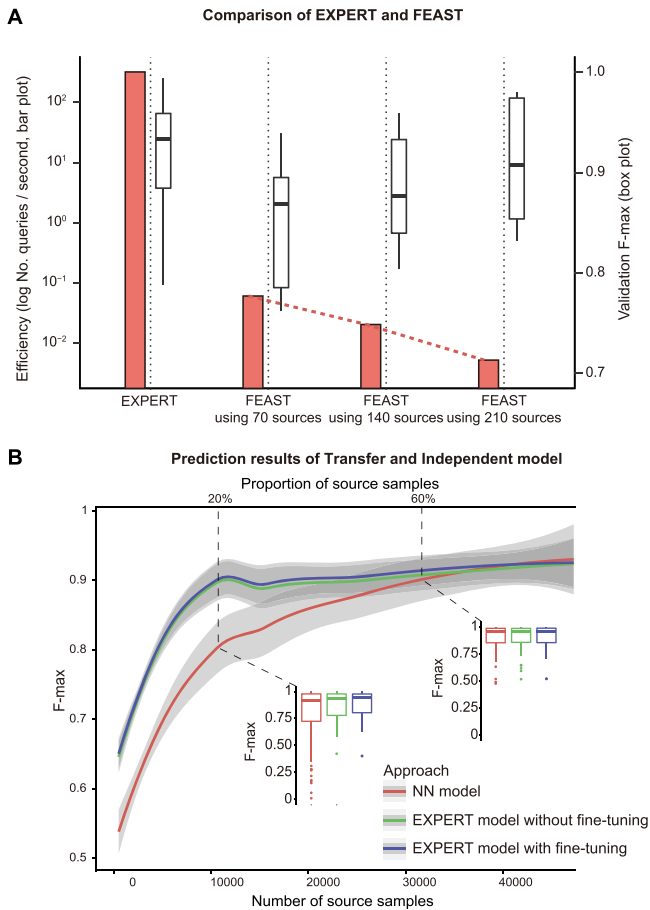 A
Comparison of EXPERT and FEAST
Efficiency (log No. queries / second, bar plot)
10²
10¹
10⁰
10⁻¹
10⁻²
1.0
0.9
0.8
0.7
Validation F-max (box plot)
EXPERT
FEAST
using 70 sources
FEAST
using 140 sources
FEAST
using 210 sources
B
Prediction results of Transfer and Independent model
Proportion of source samples
20%
60%
F-max
1
0.9
0.8
0.7
0.6
0.5
F-max
1
0.75
0.50
0.25
0
F-max
1
0.75
0.50
0.25
0
Approach
NN model
EXPERT model without fine-tuning
EXPERT model with fine-tuning
0
10000
20000
30000
40000
Number of source samples